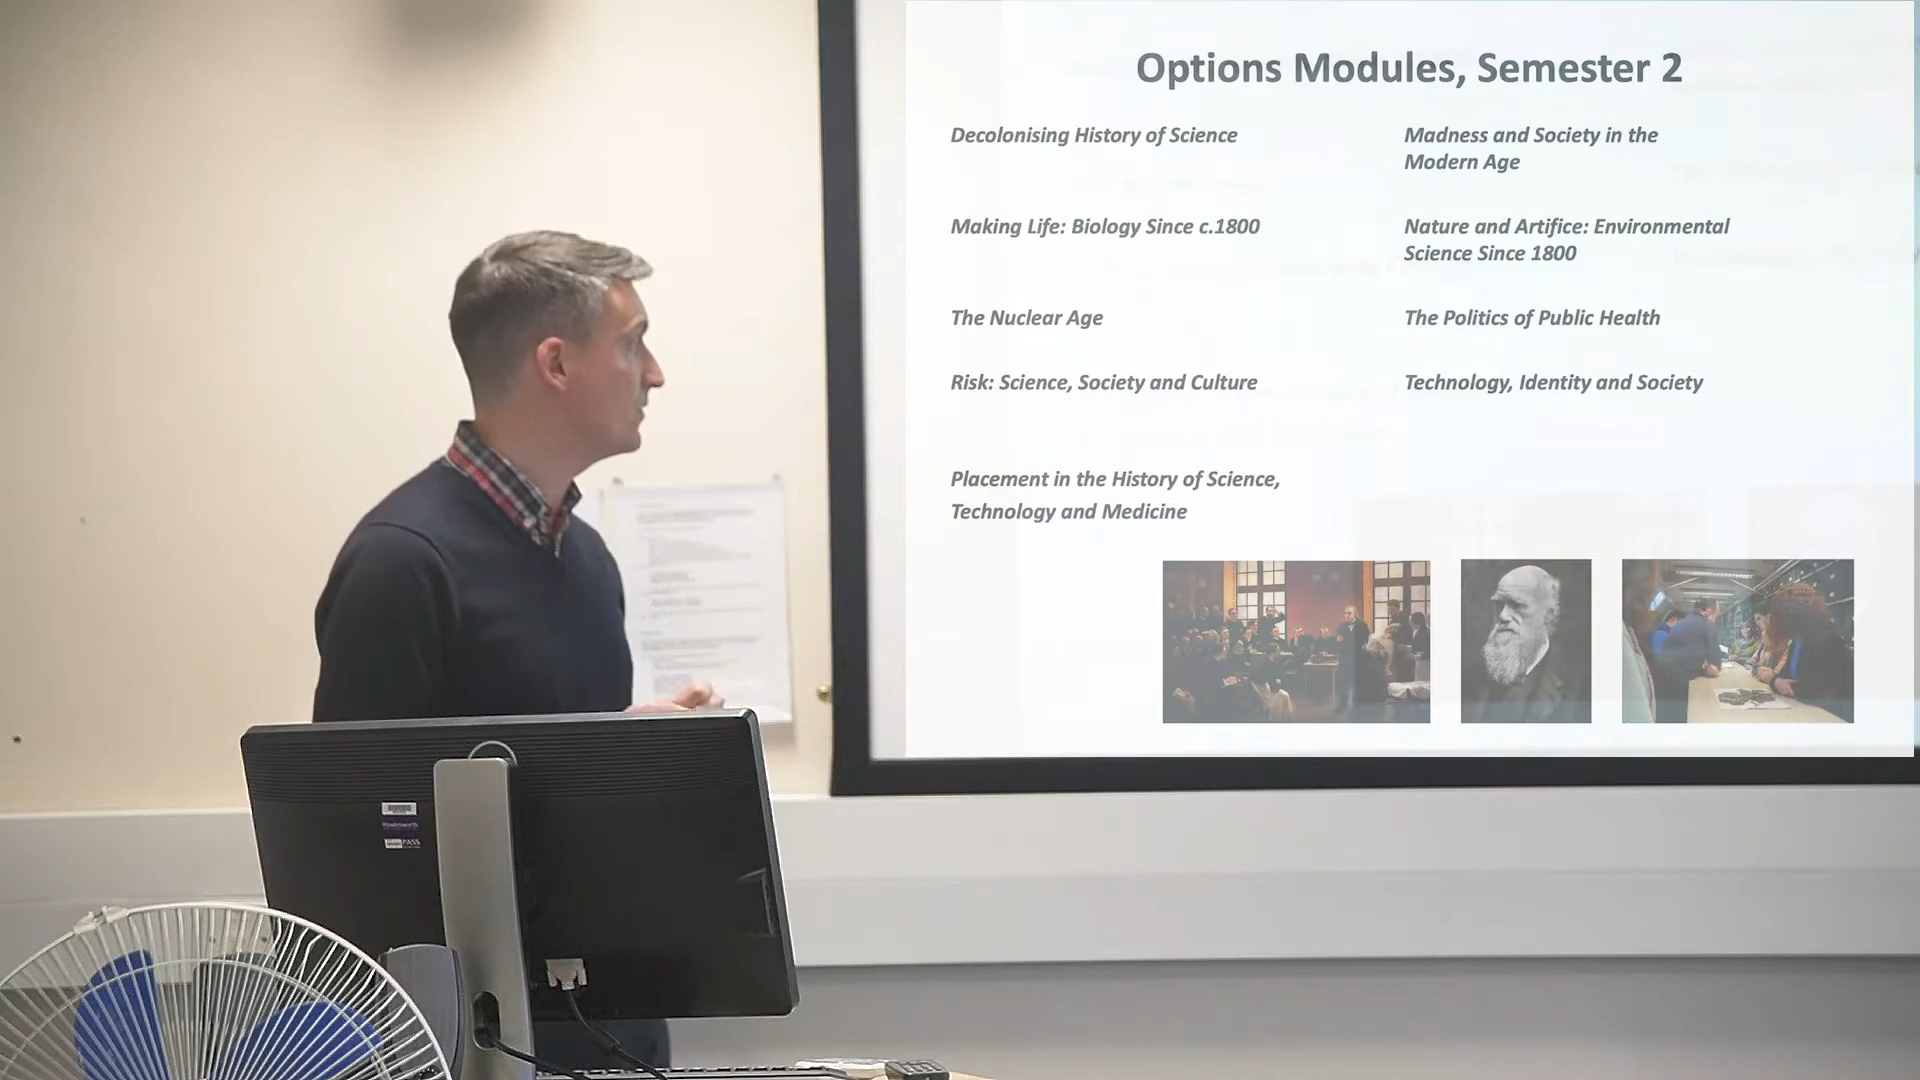 Options Modules, Semester 2
Decolonising History of Science
Making Life: Biology Since c.1800
The Nuclear Age
Risk: Science, Society and Culture
Placement in the History of Science,
Technology and Medicine
Madness and Society in the
Modern Age
Nature and Artifice: Environmental
Science Since 1800
The Politics of Public Health
Technology, Identity and Society
PASS